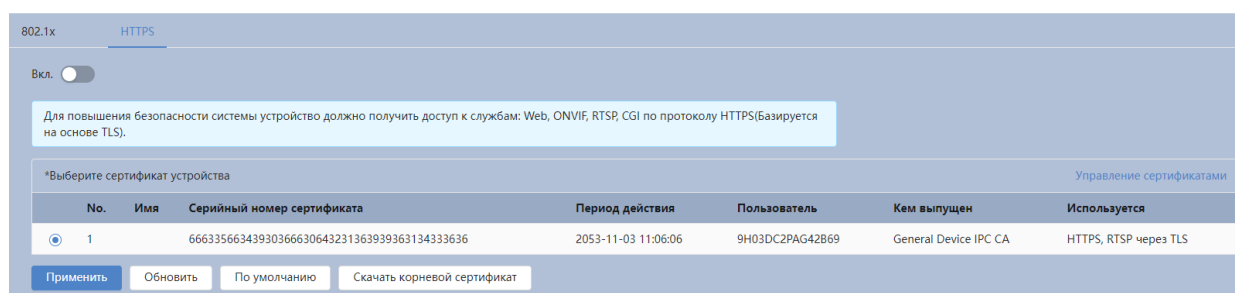 802.1x HTTPS
Вкл.
Для повышения безопасности системы устройство должно получить доступ к службам: Web, ONVIF, RTSP, CGI по протоколу HTTPS(Базируется
на основе TLS).
*Выберите сертификат устройства Управление сертификатами
No. Имя Серийный номер сертификата Период действия Пользователь Кем выпущен Используется
1 66633566343930366630643231363939363134333636 2053-11-03 11:06:06 9H03DC2PAG42B69 General Device IPC CA HTTPS, RTSP через TLS
Применить Обновить По умолчанию Скачать корневой сертификат